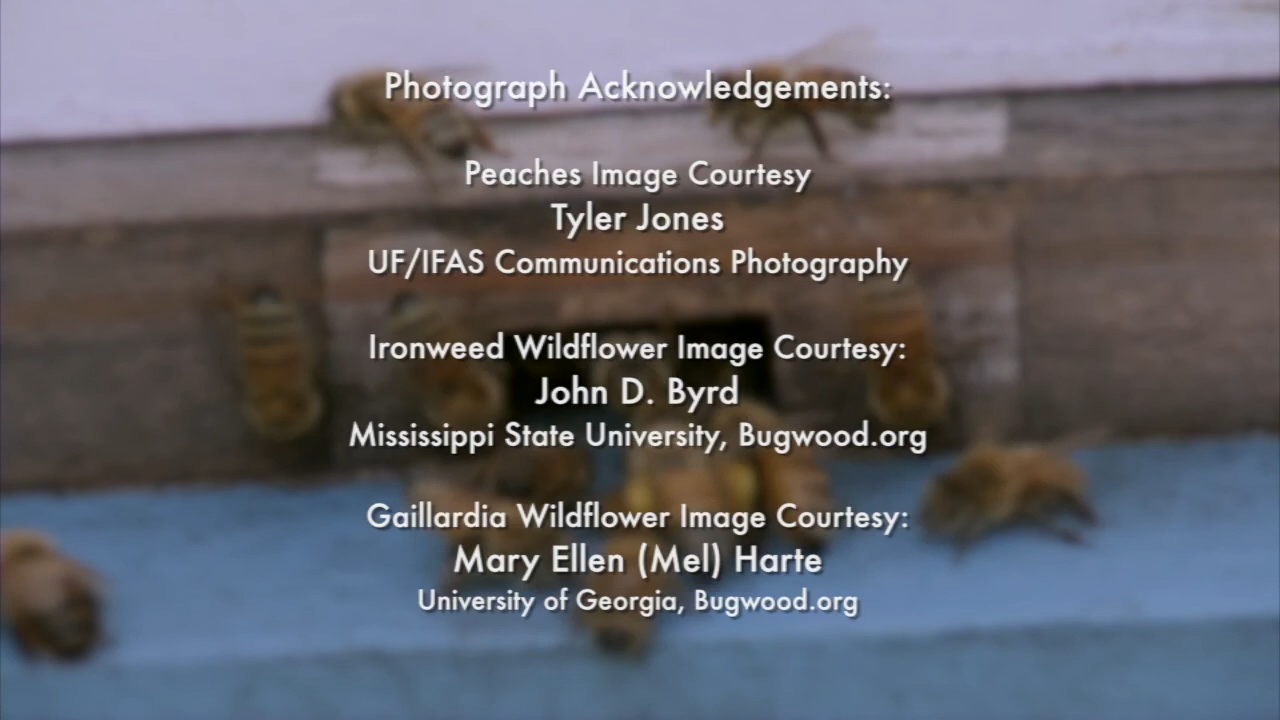 Photograph Acknowledgements:
Peaches Image Courtesy
Tyler Jones
UF/IFAS Communications Photography
Ironweed Wildflower Image Courtesy:
John D. Byrd
Mississippi State University, Bugwood.org
Gaillardia Wildflower Image Courtesy:
Mary Ellen (Mel) Harte
University of Georgia, Bugwood.org